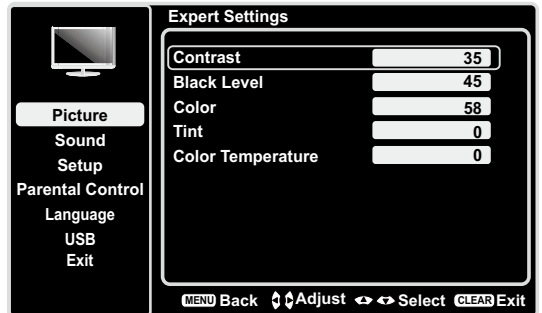 Expert Settings
Contrast 35
Black Level 45
Color 58
Tint 0
Color Temperature 0
Picture
Sound
Setup
Parental Control
Language
USB
Exit
MENU Back Adjust Select CLEAR Exit